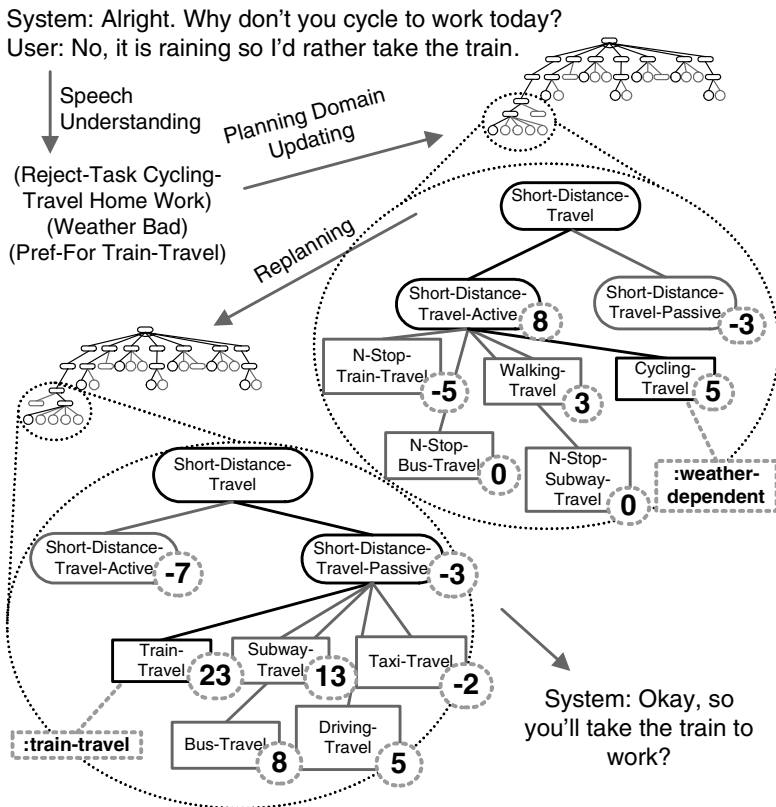 System: Alright. Why don't you cycle to work today?
User: No, it is raining so I'd rather take the train.
Speech
Understanding
Planning Domain
Updating
(Reject-Task Cycling-
Travel Home Work)
(Weather Bad)
(Pref-For Train-Travel)
Replanning
Short-Distance-
Travel
Short-Distance-
Travel-Active
8
Short-Distance-
Travel-Passive
-3
N-Stop-
Train-Travel
-5
Walking-
Travel
3
Cycling-
Travel
5
N-Stop-
Bus-Travel
0
N-Stop-
Subway-
Travel
0
:weather-
dependent
Short-Distance-
Travel
Short-Distance-
Travel-Active
-7
Short-Distance-
Travel-Passive
-3
Train-
Travel
23
Subway-
Travel
13
Taxi-Travel
-2
:train-travel
Bus-Travel
8
Driving-
Travel
5
System: Okay, so
you'll take the train to
work?